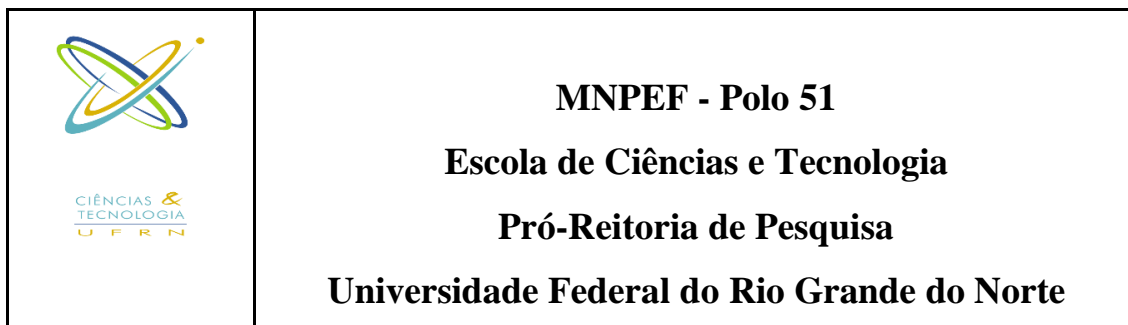 CIÊNCIAS &
TECNOLOGIA
UFRN
MNPEF - Polo 51
Escola de Ciências e Tecnologia
Pró-Reitoria de Pesquisa
Universidade Federal do Rio Grande do Norte